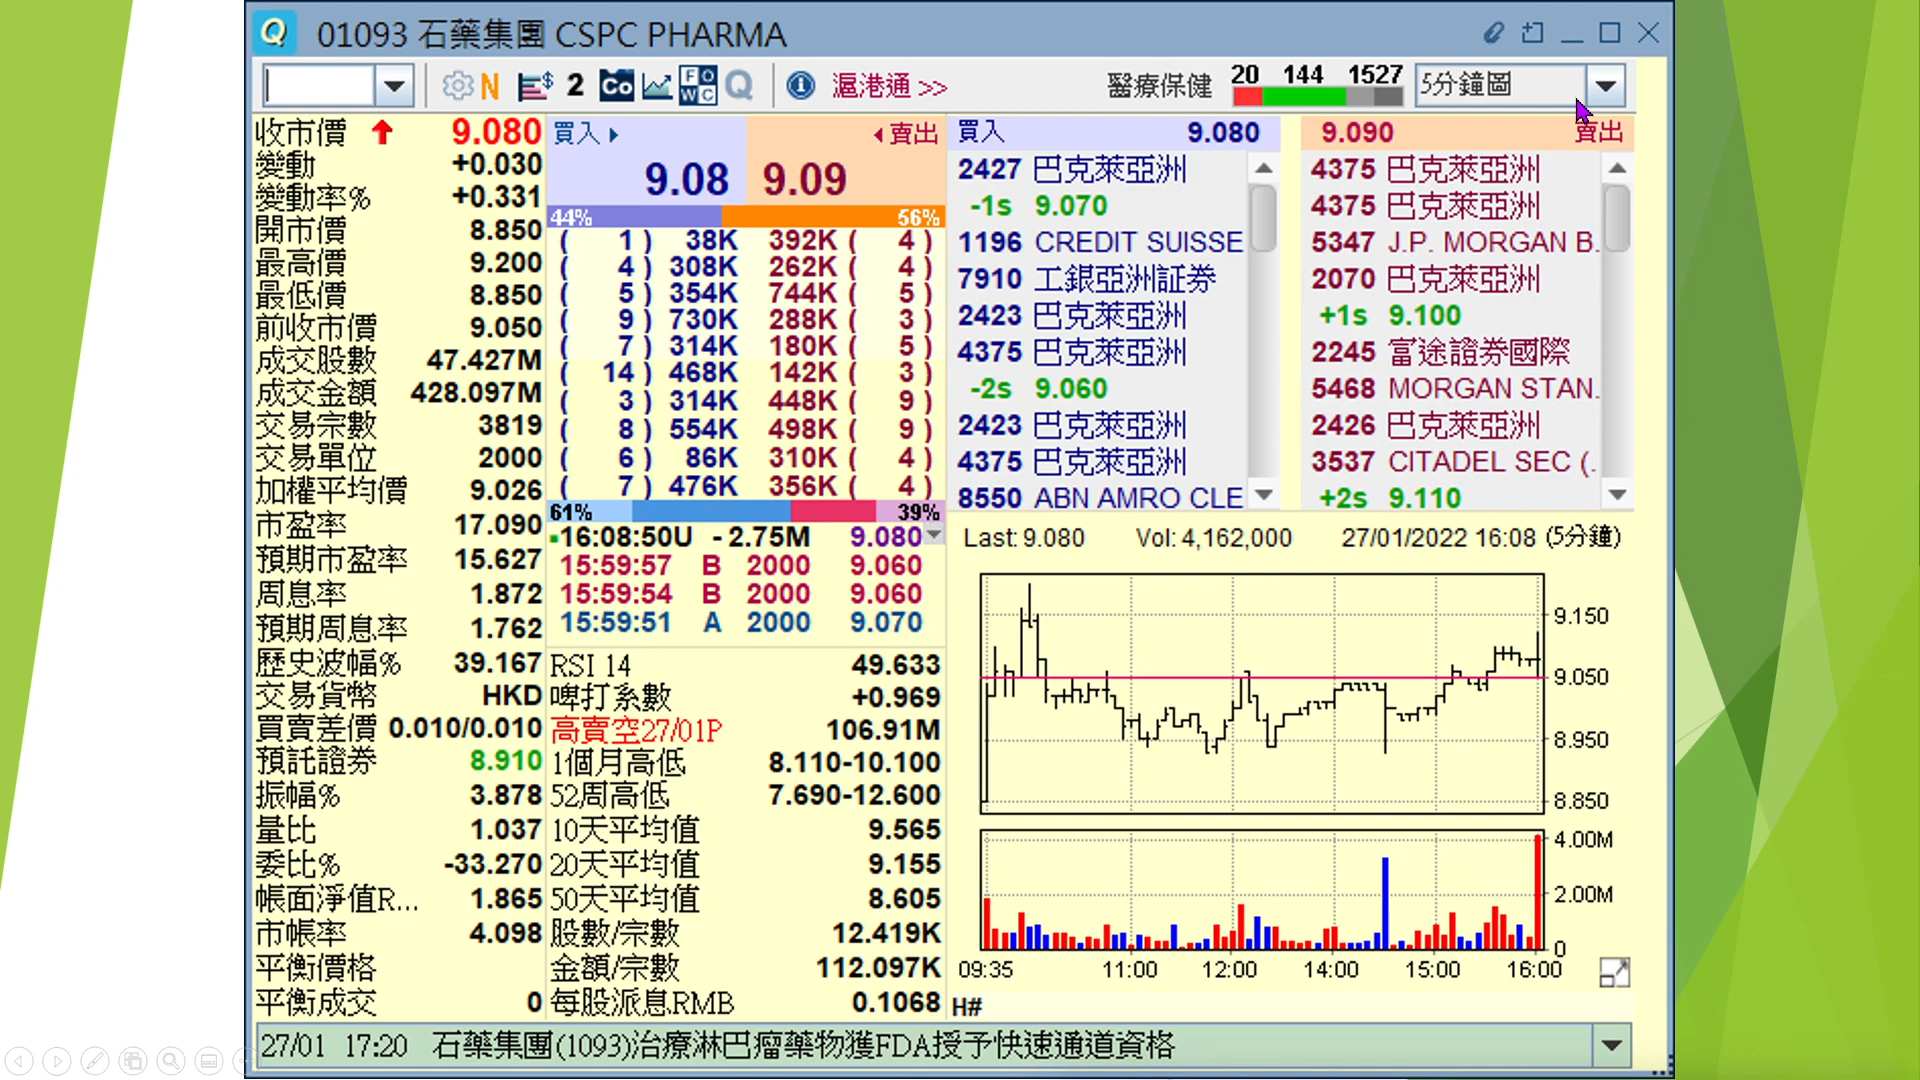 01093 石藥集團 CSPC PHARMA
N $ 2 Co F O W C Q 滬港通 >> 醫療保健 20 144 1527 5分鐘圖
收市價 9.080
變動 +0.030
變動率% +0.331
開市價 8.850
最高價 9.200
最低價 8.850
前收市價 9.050
成交股數 47.427M
成交金額 428.097M
交易宗數 3819
交易單位 2000
加權平均價 9.026
市盈率 17.090
預期市盈率 15.627
周息率 1.872
預期周息率 1.762
歷史波幅% 39.167
交易貨幣 HKD
買賣差價 0.010/0.010
預託證券 8.910
振幅% 3.878
量比 1.037
委比% -33.270
帳面淨值R... 1.865
市帳率 4.098
平衡價格
平衡成交 0
買入 賣出
9.08 9.09
44% 56%
( 1 ) 38K 392K ( 4 )
( 4 ) 308K 262K ( 4 )
( 5 ) 354K 744K ( 5 )
( 9 ) 730K 288K ( 3 )
( 7 ) 314K 180K ( 5 )
( 14 ) 468K 142K ( 3 )
( 3 ) 314K 448K ( 9 )
( 8 ) 554K 498K ( 9 )
( 6 ) 86K 310K ( 4 )
( 7 ) 476K 356K ( 4 )
61% 39%
16:08:50U - 2.75M 9.080
15:59:57 B 2000 9.060
15:59:54 B 2000 9.060
15:59:51 A 2000 9.070
RSI 14 49.633
啤打系數 +0.969
高賣空27/01P 106.91M
1個月高低 8.110-10.100
52周高低 7.690-12.600
10天平均值 9.565
20天平均值 9.155
50天平均值 8.605
股數/宗數 12.419K
金額/宗數 112.097K
每股派息RMB 0.1068
買入 9.080
2427 巴克萊亞洲
-1s 9.070
1196 CREDIT SUISSE
7910 工銀亞洲証券
2423 巴克萊亞洲
4375 巴克萊亞洲
-2s 9.060
2423 巴克萊亞洲
4375 巴克萊亞洲
8550 ABN AMRO CLE
9.090 賣出
4375 巴克萊亞洲
4375 巴克萊亞洲
5347 J.P. MORGAN B.
2070 巴克萊亞洲
+1s 9.100
2245 富途證券國際
5468 MORGAN STAN.
2426 巴克萊亞洲
3537 CITADEL SEC (.
+2s 9.110
Last: 9.080 Vol: 4,162,000 27/01/2022 16:08 (5分鐘)
9.150
9.050
8.950
8.850
4.00M
2.00M
0
09:35 11:00 12:00 14:00 15:00 16:00
H#
27/01 17:20 石藥集團(1093)治療淋巴瘤藥物獲FDA授予快速通道資格